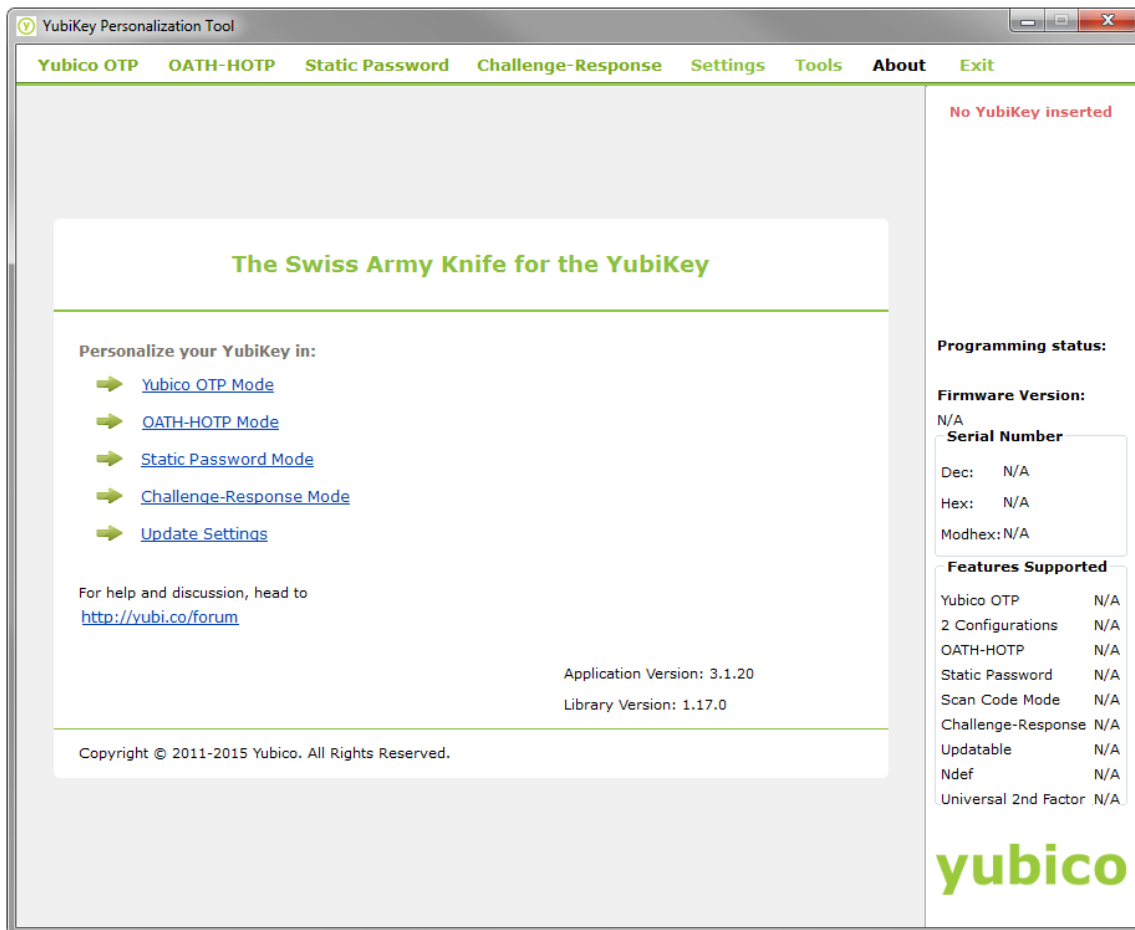 YubiKey Personalization Tool
Yubico OTP OATH-HOTP Static Password Challenge-Response Settings Tools About Exit
No YubiKey inserted
The Swiss Army Knife for the YubiKey
Personalize your YubiKey in:
Yubico OTP Mode
OATH-HOTP Mode
Static Password Mode
Challenge-Response Mode
Update Settings
For help and discussion, head to
http://yubi.co/forum
Application Version: 3.1.20
Library Version: 1.17.0
Copyright © 2011-2015 Yubico. All Rights Reserved.
Programming status:
Firmware Version:
N/A
Serial Number
Dec: N/A
Hex: N/A
Modhex: N/A
Features Supported
Yubico OTP N/A
2 Configurations N/A
OATH-HOTP N/A
Static Password N/A
Scan Code Mode N/A
Challenge-Response N/A
Updatable N/A
Ndef N/A
Universal 2nd Factor N/A
yubico